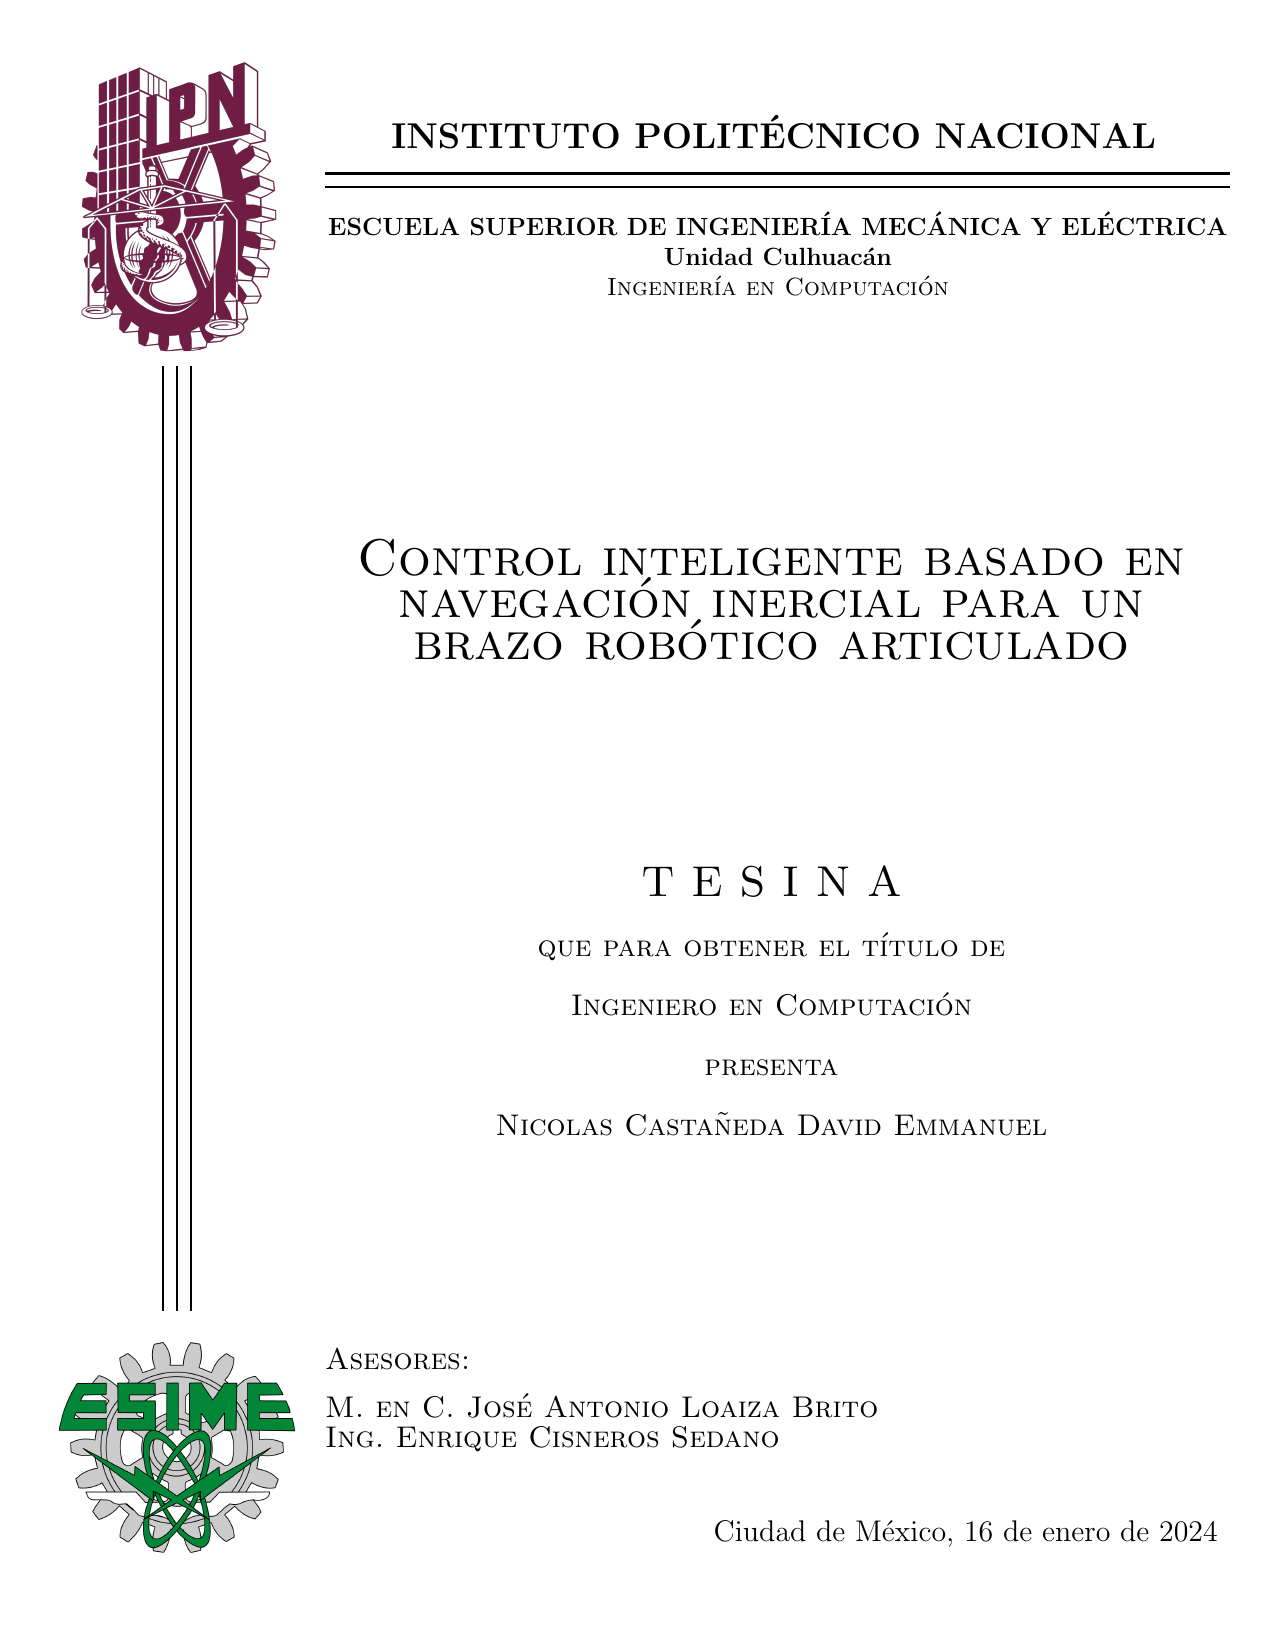 IPN
INSTITUTO POLITÉCNICO NACIONAL
ESCUELA SUPERIOR DE INGENIERÍA MECÁNICA Y ELÉCTRICA
Unidad Culhuacán
Ingeniería en Computación
Control inteligente basado en
navegación inercial para un
brazo robótico articulado
T E S I N A
que para obtener el título de
Ingeniero en Computación
presenta
Nicolas Castañeda David Emmanuel
ESIME
Asesores:
M. en C. José Antonio Loaiza Brito
Ing. Enrique Cisneros Sedano
Ciudad de México, 16 de enero de 2024